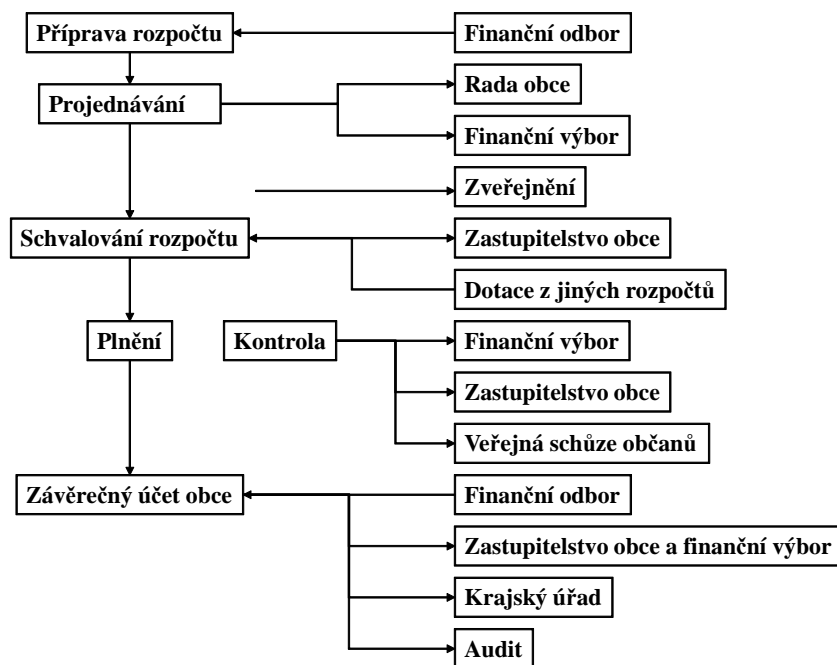 Příprava rozpočtu
Finanční odbor
Projednávání
Rada obce
Finanční výbor
Zveřejnění
Schvalování rozpočtu
Zastupitelstvo obce
Dotace z jiných rozpočtů
Plnění
Kontrola
Finanční výbor
Zastupitelstvo obce
Veřejná schůze občanů
Závěrečný účet obce
Finanční odbor
Zastupitelstvo obce a finanční výbor
Krajský úřad
Audit